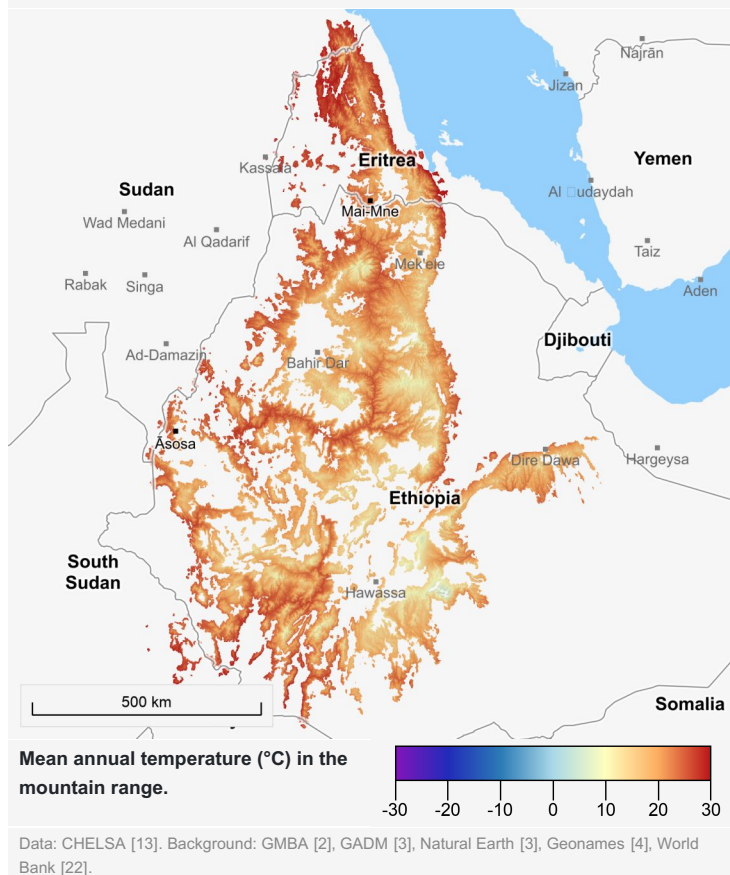 Najrān
Jizan
Yemen
Kassala
Eritrea
Sudan
Al Ḩudaydah
Mai-Mne
Wad Medani
Al Qadarif
Taiz
Mek'ele
Rabak
Singa
Aden
Djibouti
Ad-Damazin
Bahir Dar
Āsosa
Dire Dawa
Hargeysa
Ethiopia
South
Sudan
Hawassa
500 km
Somalia
Mean annual temperature (°C) in the
mountain range.
-30 -20 -10 0 10 20 30
Data: CHELSA [13]. Background: GMBA [2], GADM [3], Natural Earth [3], Geonames [4], World
Bank [22].